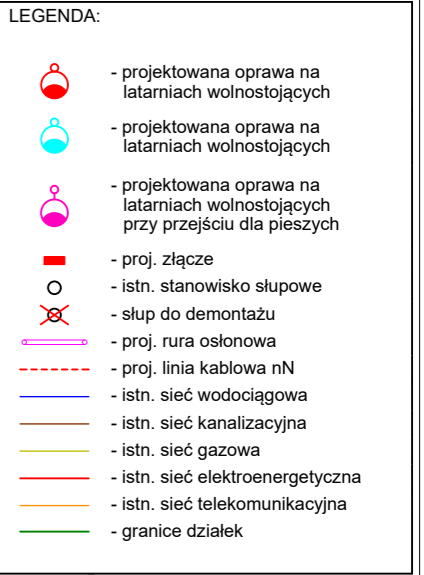 LEGENDA:
- projektowana oprawa na
latarniach wolnostojących
- projektowana oprawa na
latarniach wolnostojących
- projektowana oprawa na
latarniach wolnostojących
przy przejściu dla pieszych
- proj. złącze
- istn. stanowisko słupowe
- słup do demontażu
- proj. rura osłonowa
- proj. linia kablowa nN
- istn. sieć wodociągowa
- istn. sieć kanalizacyjna
- istn. sieć gazowa
- istn. sieć elektroenergetyczna
- istn. sieć telekomunikacyjna
- granice działek